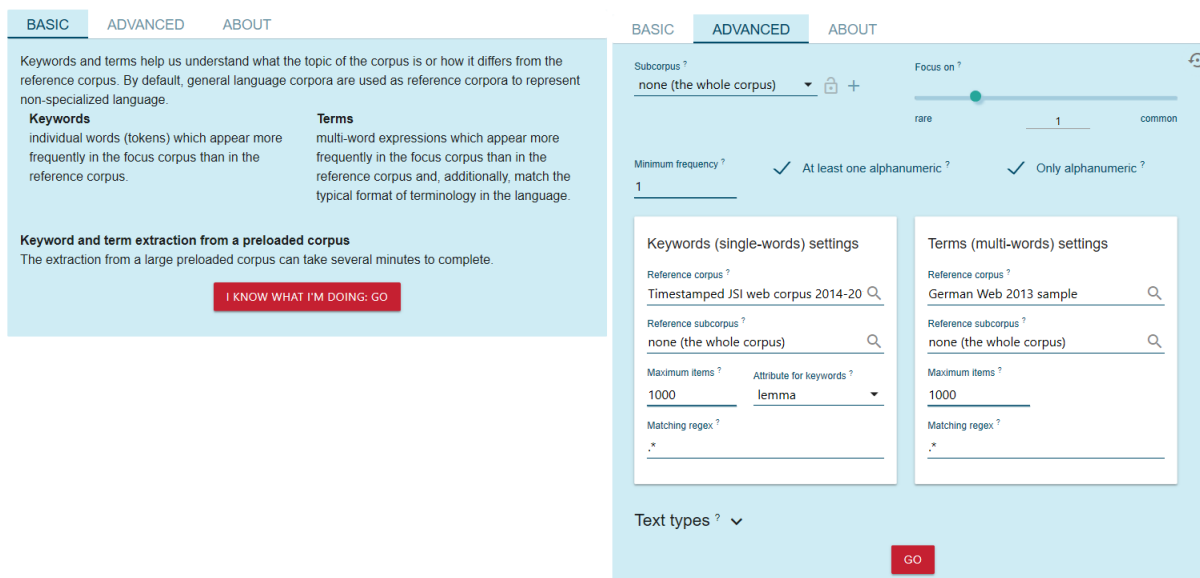 BASIC ADVANCED ABOUT
Keywords and terms help us understand what the topic of the corpus is or how it differs from the
reference corpus. By default, general language corpora are used as reference corpora to represent
non-specialized language.
Keywords
individual words (tokens) which appear more
frequently in the focus corpus than in the
reference corpus.
Terms
multi-word expressions which appear more
frequently in the focus corpus than in the
reference corpus and, additionally, match the
typical format of terminology in the language.
Keyword and term extraction from a preloaded corpus
The extraction from a large preloaded corpus can take several minutes to complete.
I KNOW WHAT I'M DOING: GO
BASIC ADVANCED ABOUT
Subcorpus ?
none (the whole corpus)
Focus on ?
rare 1 common
Minimum frequency ?
1
At least one alphanumeric ?
Only alphanumeric ?
Keywords (single-words) settings
Reference corpus ?
Timestamped JSI web corpus 2014-20
Reference subcorpus ?
none (the whole corpus)
Maximum items ?
1000
Attribute for keywords ?
lemma
Matching regex ?
.*
Terms (multi-words) settings
Reference corpus ?
German Web 2013 sample
Reference subcorpus ?
none (the whole corpus)
Maximum items ?
1000
Matching regex ?
.*
Text types ?
GO